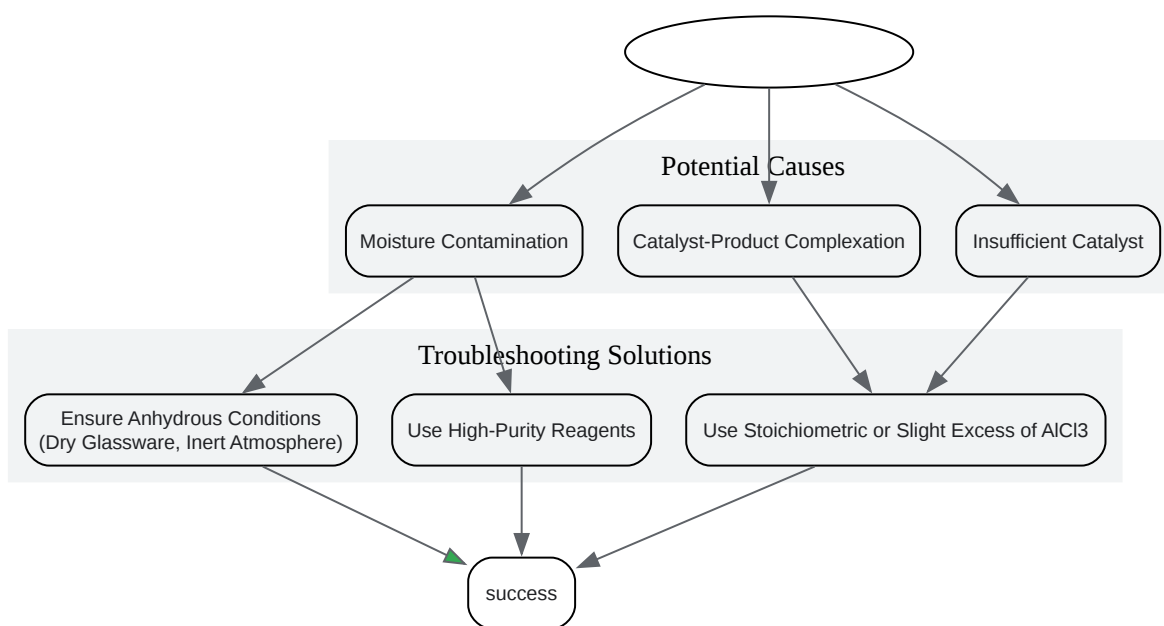 Potential Causes
Moisture Contamination
Catalyst-Product Complexation
Insufficient Catalyst
Troubleshooting Solutions
Ensure Anhydrous Conditions
(Dry Glassware, Inert Atmosphere)
Use High-Purity Reagents
Use Stoichiometric or Slight Excess of AlCl3
success